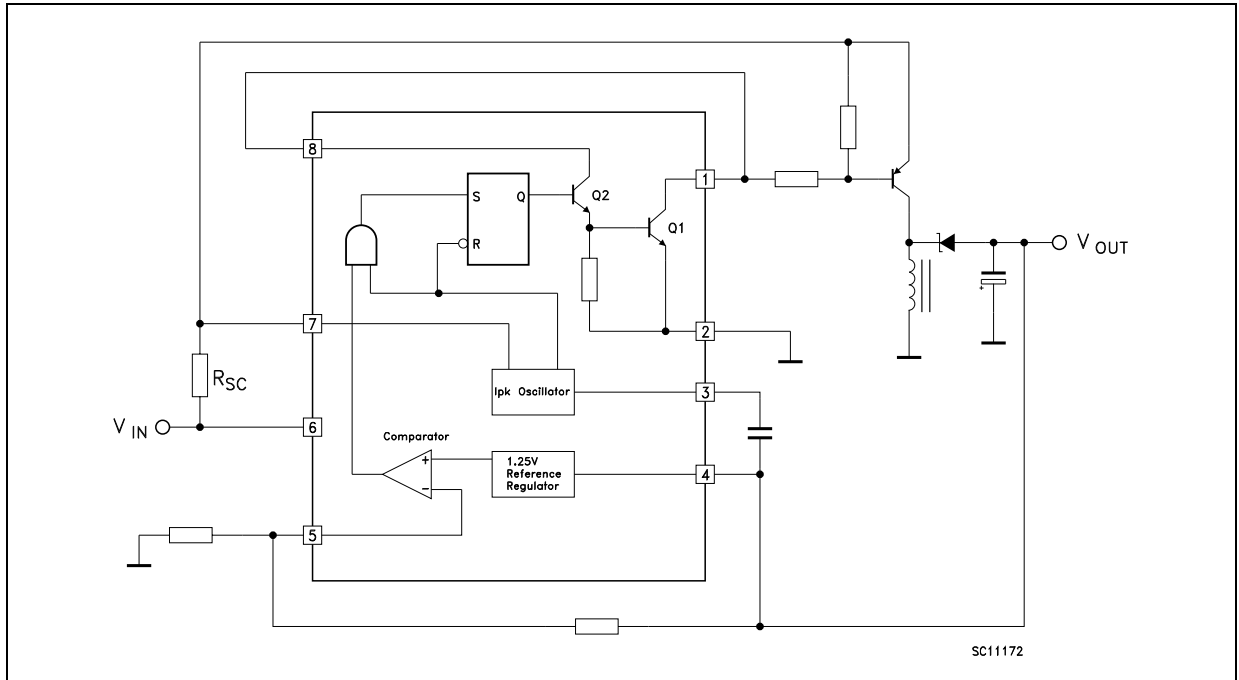 8
1
S Q
Q2
R
Q1
7
2
R SC
Ipk Oscillator
3
V IN
6
Comparator
+
-
1.25V
Reference
Regulator
4
5
V OUT
+
SC11172